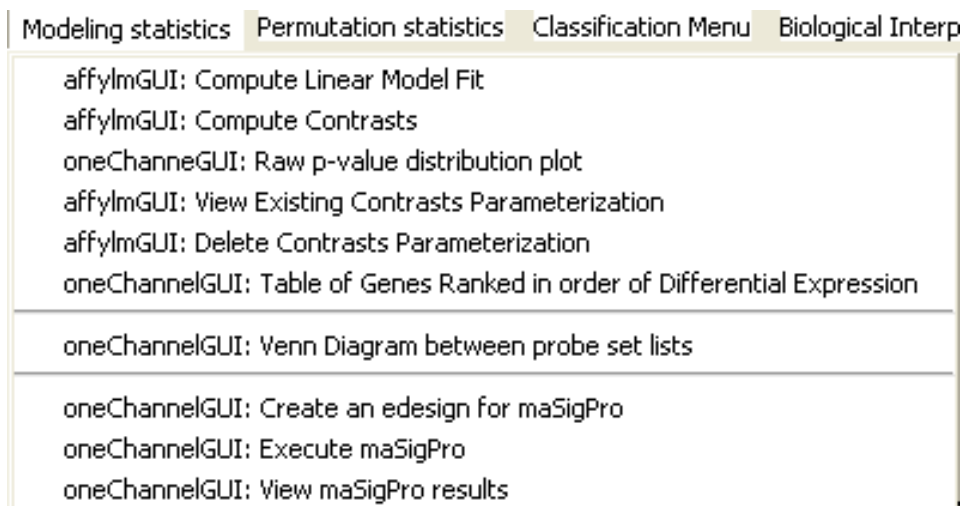 Modeling statistics Permutation statistics Classification Menu Biological Interp
affylmGUI: Compute Linear Model Fit
affylmGUI: Compute Contrasts
oneChanneGUI: Raw p-value distribution plot
affylmGUI: View Existing Contrasts Parameterization
affylmGUI: Delete Contrasts Parameterization
oneChannelGUI: Table of Genes Ranked in order of Differential Expression
oneChannelGUI: Venn Diagram between probe set lists
oneChannelGUI: Create an edesign for maSigPro
oneChannelGUI: Execute maSigPro
oneChannelGUI: View maSigPro results